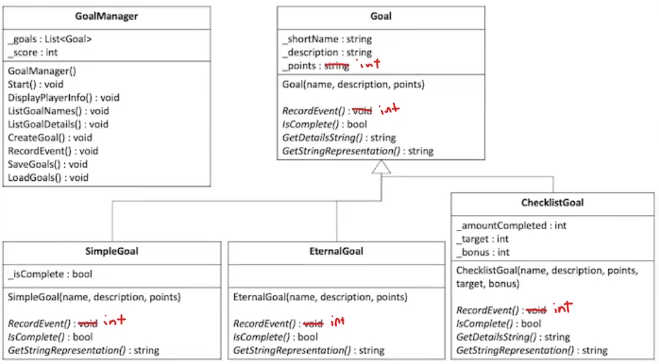 GoalManager
_goals : List<Goal>
_score : int
GoalManager()
Start() : void
DisplayPlayerInfo() : void
ListGoalNames() : void
ListGoalDetails() : void
CreateGoal() : void
RecordEvent() : void
SaveGoals() : void
LoadGoals() : void
Goal
_shortName : string
_description : string
_points : string int
Goal(name, description, points)
RecordEvent() : void int
IsComplete() : bool
GetDetailsString() : string
GetStringRepresentation() : string
SimpleGoal
_isComplete : bool
SimpleGoal(name, description, points)
RecordEvent() : void int
IsComplete() : bool
GetStringRepresentation() : string
EternalGoal
EternalGoal(name, description, points)
RecordEvent() : void int
IsComplete() : bool
GetStringRepresentation() : string
ChecklistGoal
_amountCompleted : int
_target : int
_bonus : int
ChecklistGoal(name, description, points,
target, bonus)
RecordEvent() : void int
IsComplete() : bool
GetDetailsString() : string
GetStringRepresentation() : string